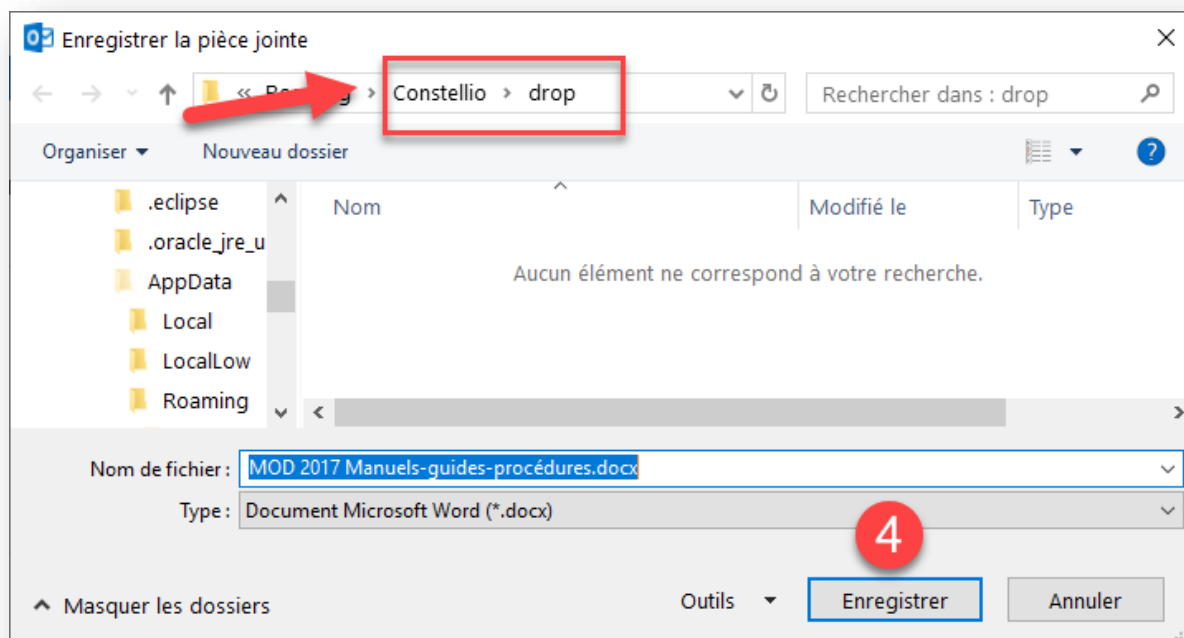 Enregistrer la pièce jointe
« Constellio › drop
Rechercher dans : drop
Organiser
Nouveau dossier
?
.eclipse
.oracle_jre_u
AppData
Local
LocalLow
Roaming
Nom
Modifié le
Type
Aucun élément ne correspond à votre recherche.
Nom de fichier : MOD 2017 Manuels-guides-procédures.docx
Type : Document Microsoft Word (*.docx)
4
Masquer les dossiers
Outils
Enregistrer
Annuler